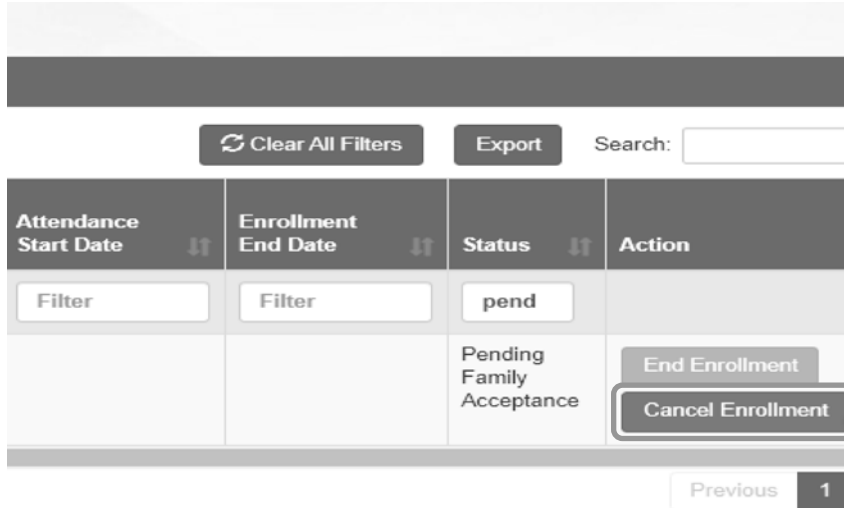 Clear All Filters Export Search:
Attendance
Start Date
Enrollment
End Date
Status
Action
Filter Filter pend
Pending
Family
Acceptance
End Enrollment
Cancel Enrollment
Previous 1